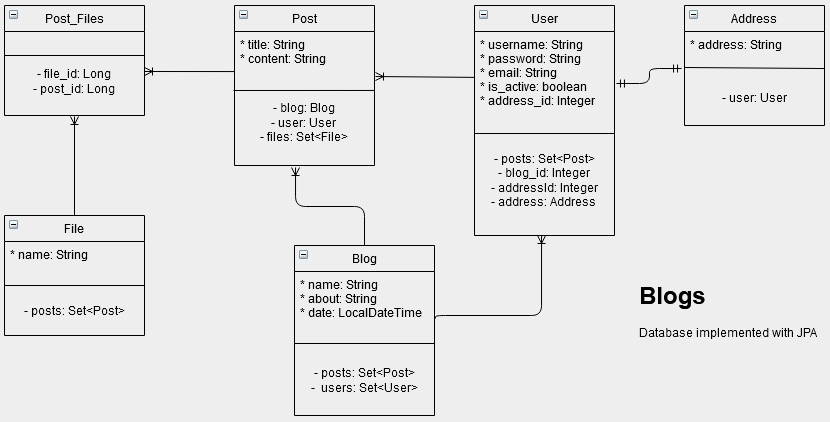 Post_Files
- file_id: Long
- post_id: Long
Post
* title: String
* content: String
- blog: Blog
- user: User
- files: Set<File>
User
* username: String
* password: String
* email: String
* is_active: boolean
* address_id: Integer
- posts: Set<Post>
- blog_id: Integer
- addressId: Integer
- address: Address
Address
* address: String
- user: User
File
* name: String
- posts: Set<Post>
Blog
* name: String
* about: String
* date: LocalDateTime
- posts: Set<Post>
- users: Set<User>
Blogs
Database implemented with JPA